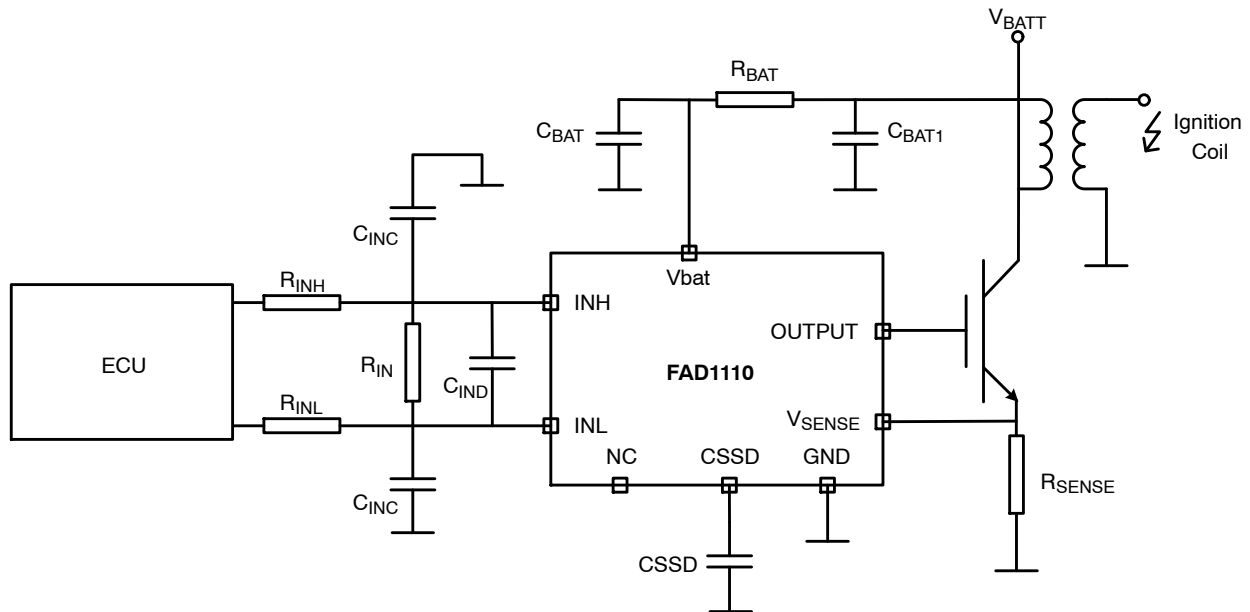 VBATT
RBAT
CBAT
CBAT1
Ignition
Coil
CINC
Vbat
RINH
INH
OUTPUT
ECU
RIN
CIND
FAD1110
RINL
INL
VSENSE
NC
CSSD
GND
CINC
RSENSE
CSSD